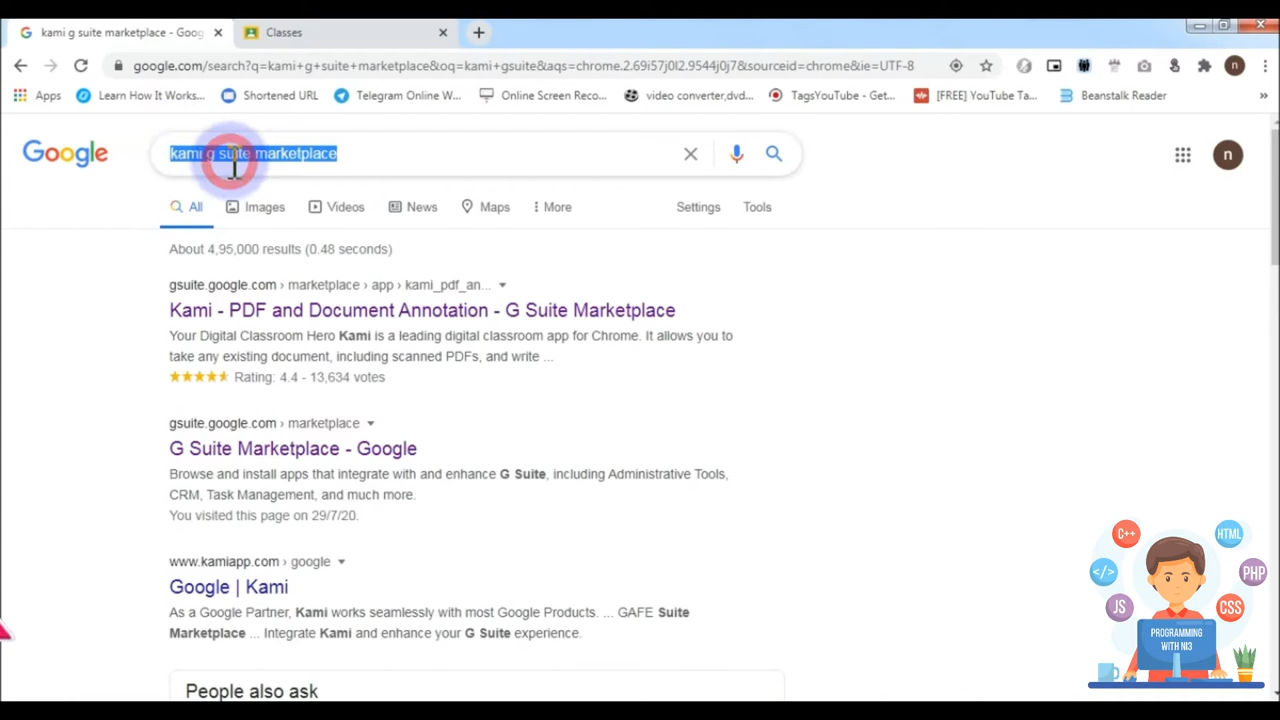 kami g suite marketplace - Goog
Classes
google.com/search?q=kami+g+suite+marketplace&oq=kami+gsuite&aqs=chrome.2.69i57j0l2.9544j0j7&sourceid=chrome&ie=UTF-8
n
Apps
Learn How It Works...
Shortened URL
Telegram Online W...
Online Screen Reco...
video converter,dvd...
TagsYouTube - Get...
[FREE] YouTube Ta...
Beanstalk Reader
»
Google
kami g suite marketplace
n
All
Images
Videos
News
Maps
More
Settings
Tools
About 4,95,000 results (0.48 seconds)
gsuite.google.com › marketplace › app › kami_pdf_an...
Kami - PDF and Document Annotation - G Suite Marketplace
Your Digital Classroom Hero Kami is a leading digital classroom app for Chrome. It allows you to
take any existing document, including scanned PDFs, and write ...
Rating: 4.4 - 13,634 votes
gsuite.google.com › marketplace
G Suite Marketplace - Google
Browse and install apps that integrate with and enhance G Suite, including Administrative Tools,
CRM, Task Management, and much more.
You visited this page on 29/7/20.
www.kamiapp.com › google
Google | Kami
As a Google Partner, Kami works seamlessly with most Google Products. ... GAFE Suite
Marketplace ... Integrate Kami and enhance your G Suite experience.
People also ask
C++
HTML
</>
PHP
JS
CSS
PROGRAMMING
WITH NI3